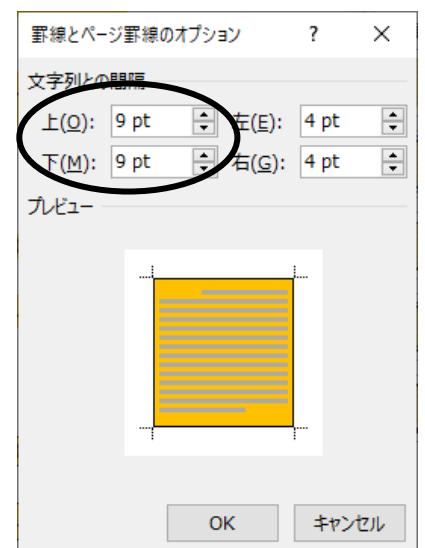 罫線とページ罫線のオプション ? ×
文字列との間隔
上(O): 9 pt 左(E): 4 pt
下(M): 9 pt 右(G): 4 pt
プレビュー
OK キャンセル